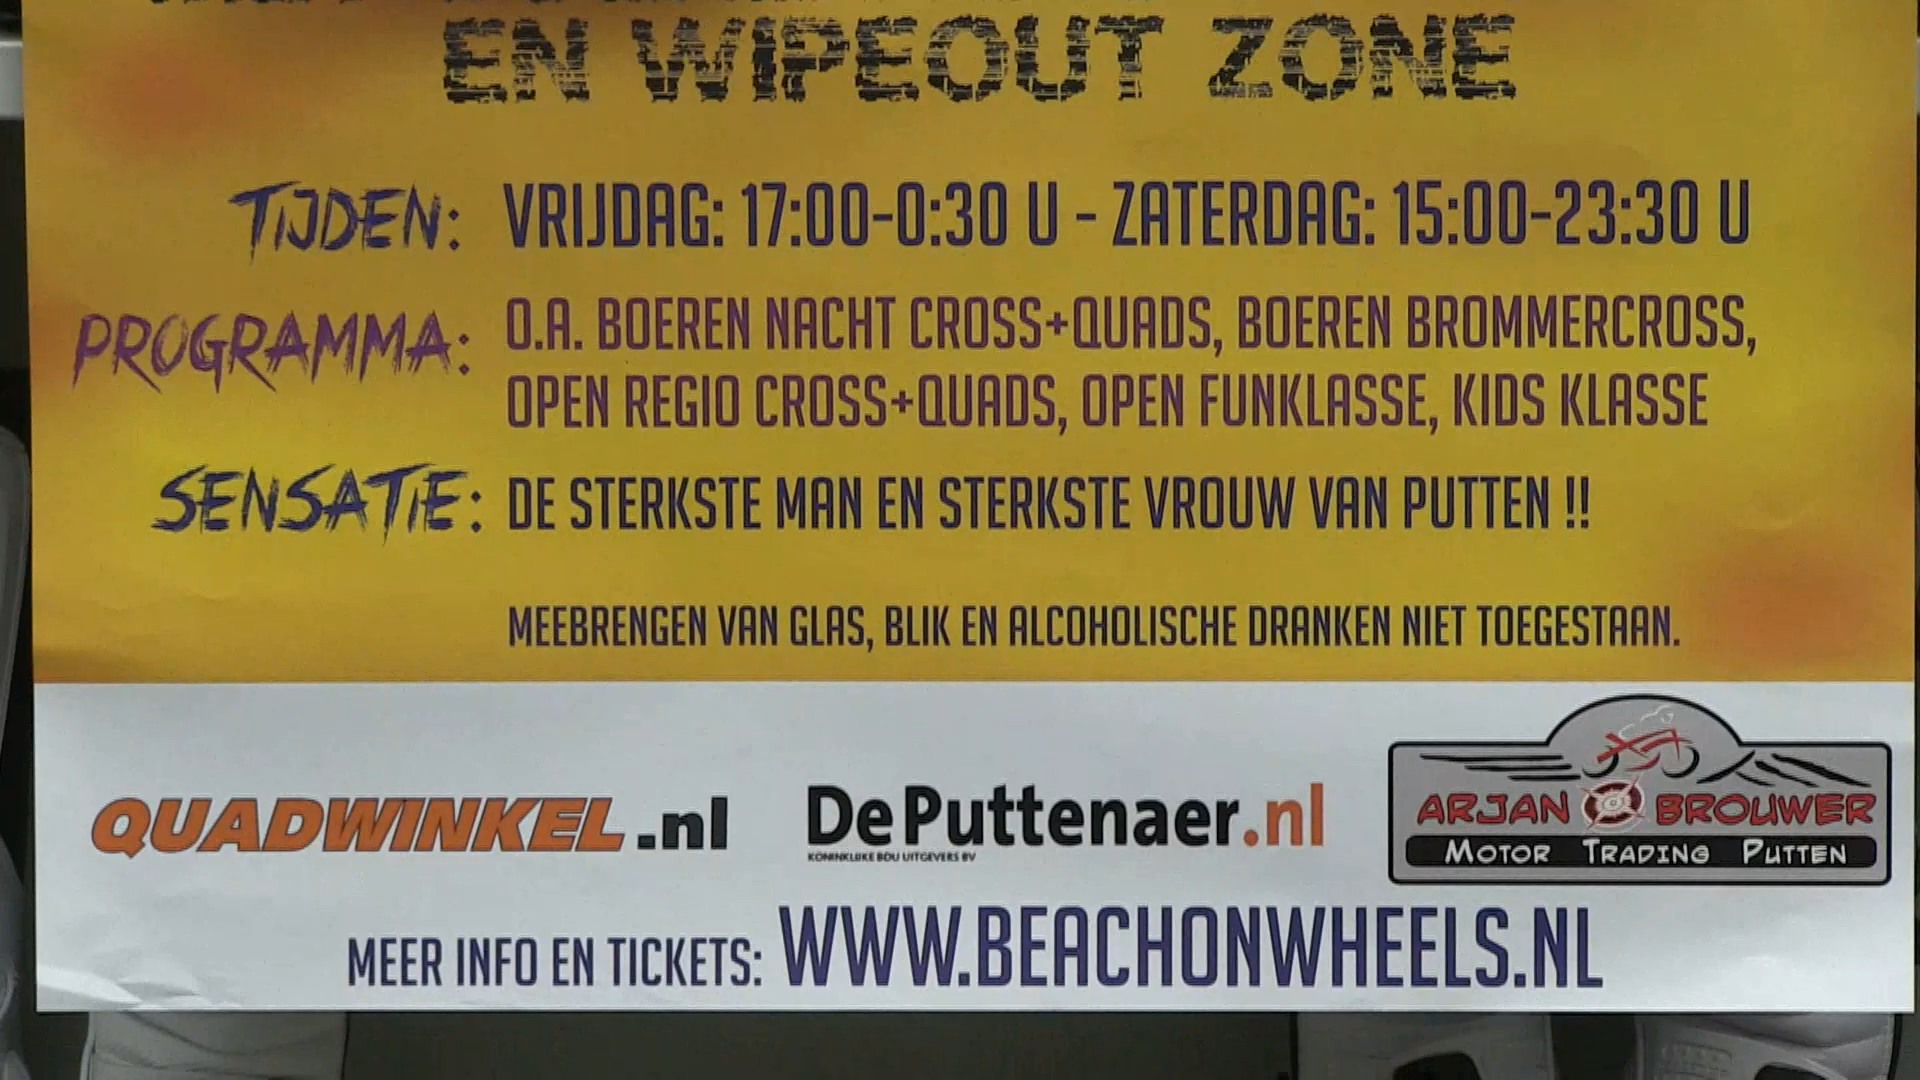 EN WIPEOUT ZONE
TIJDEN: VRIJDAG: 17:00-0:30 U - ZATERDAG: 15:00-23:30 U
PROGRAMMA: O.A. BOEREN NACHT CROSS+QUADS, BOEREN BROMMERCROSS,
OPEN REGIO CROSS+QUADS, OPEN FUNKLASSE, KIDS KLASSE
SENSATIE: DE STERKSTE MAN EN STERKSTE VROUW VAN PUTTEN !!
MEEBRENGEN VAN GLAS, BLIK EN ALCOHOLISCHE DRANKEN NIET TOEGESTAAN.
QUADWINKEL.nl
DePuttenaer.nl
KONINKLIJKE BDU UITGEVERS BV
ARJAN BROUWER
MOTOR TRADING PUTTEN
MEER INFO EN TICKETS: WWW.BEACHONWHEELS.NL